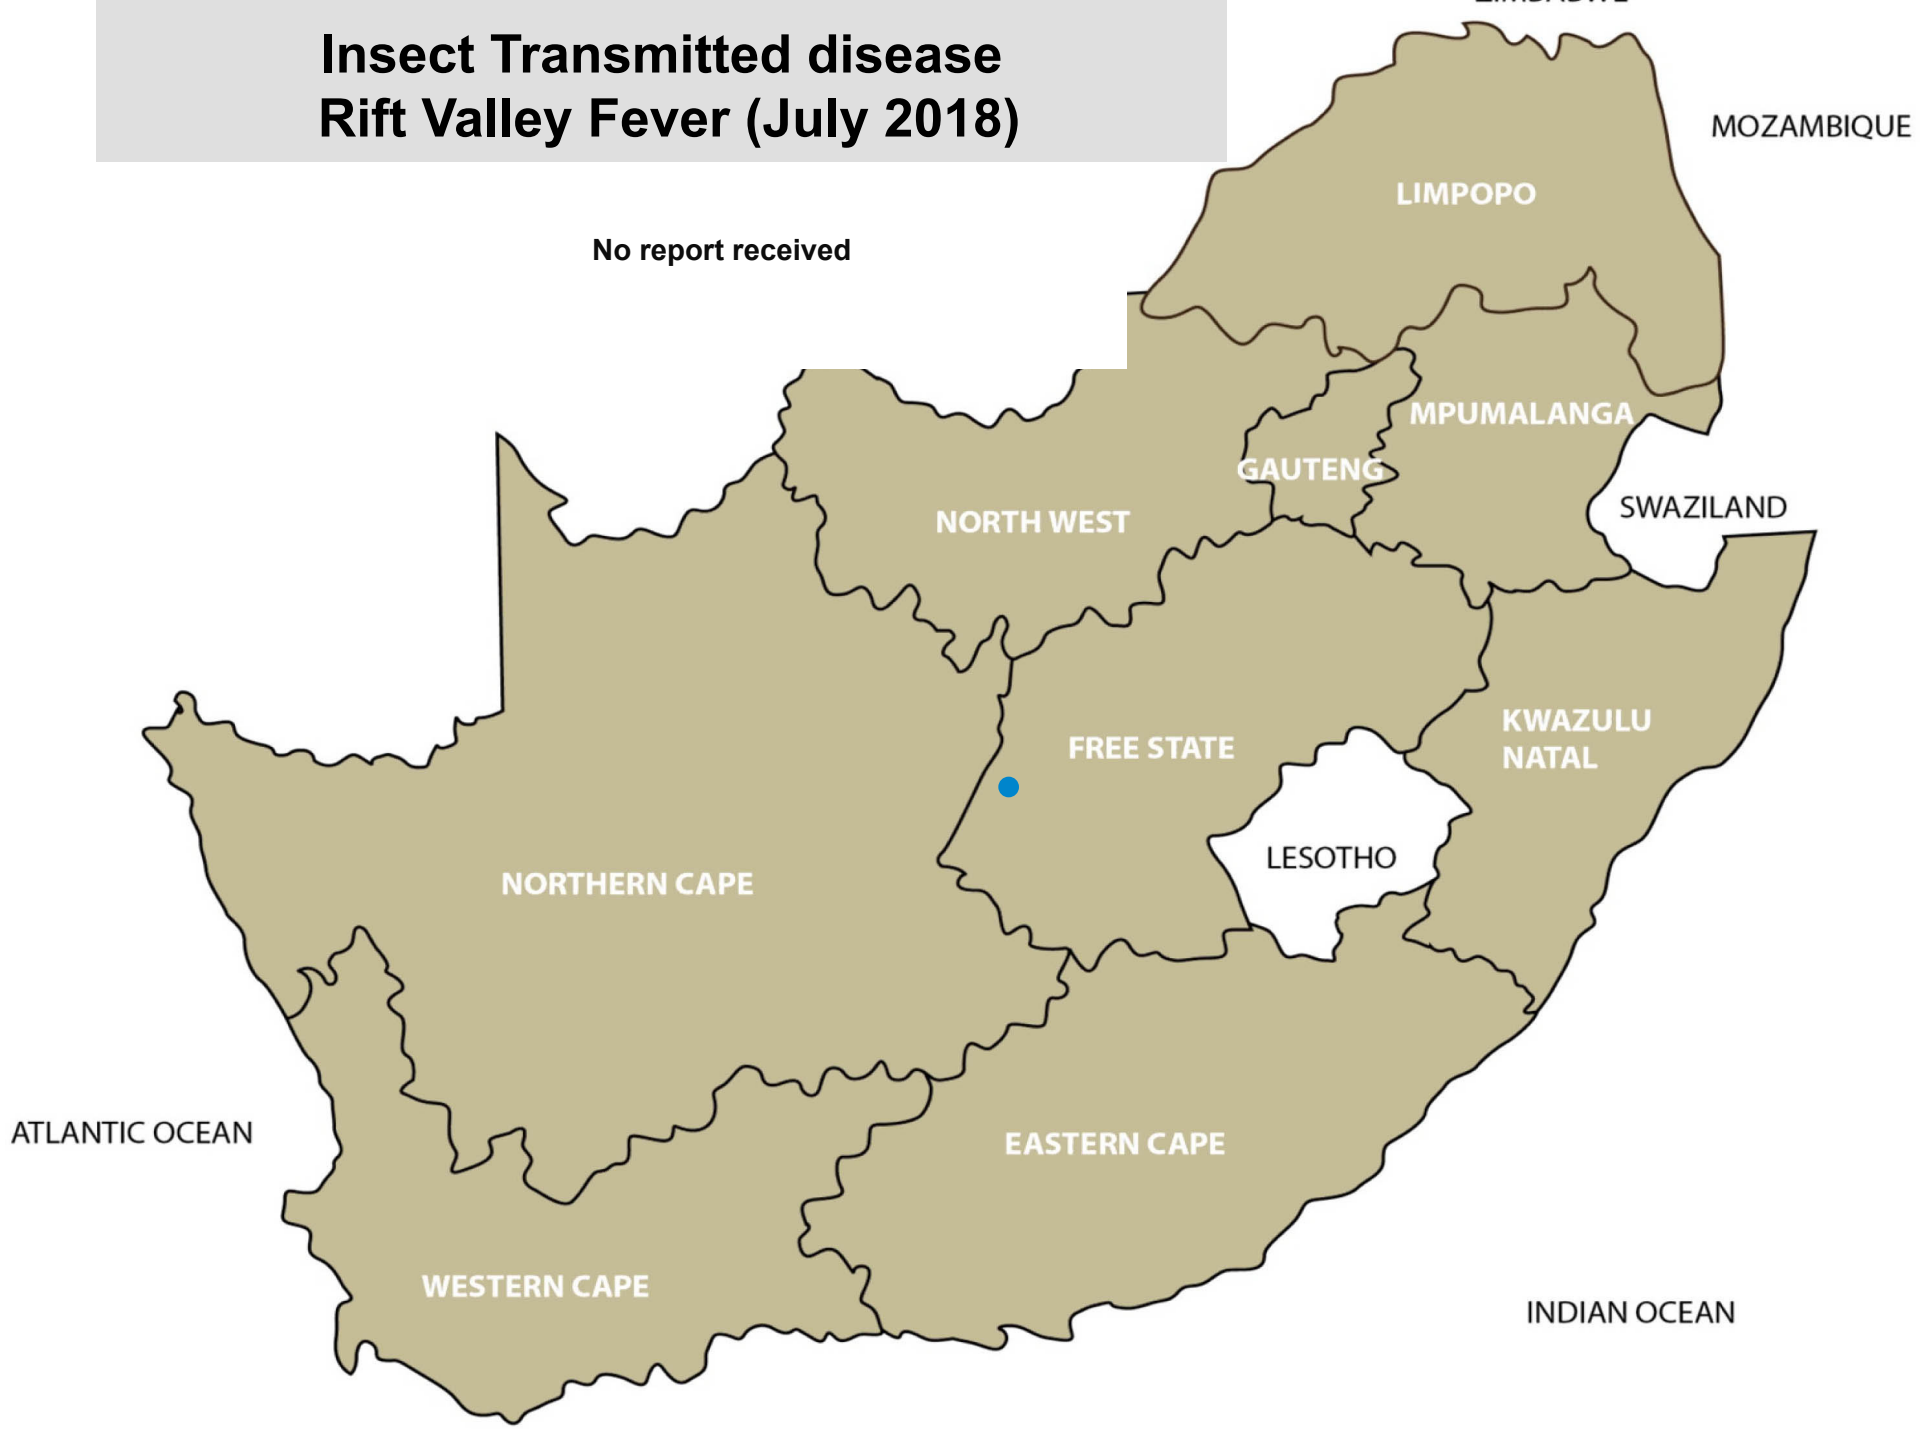 Insect Transmitted disease
Rift Valley Fever (July 2018)
MOZAMBIQUE
LIMPOPO
No report received
MPUMALANGA
GAUTENG
SWAZILAND
NORTH WEST
KWAZULU
NATAL
FREE STATE
LESOTHO
NORTHERN CAPE
ATLANTIC OCEAN
EASTERN CAPE
WESTERN CAPE
INDIAN OCEAN